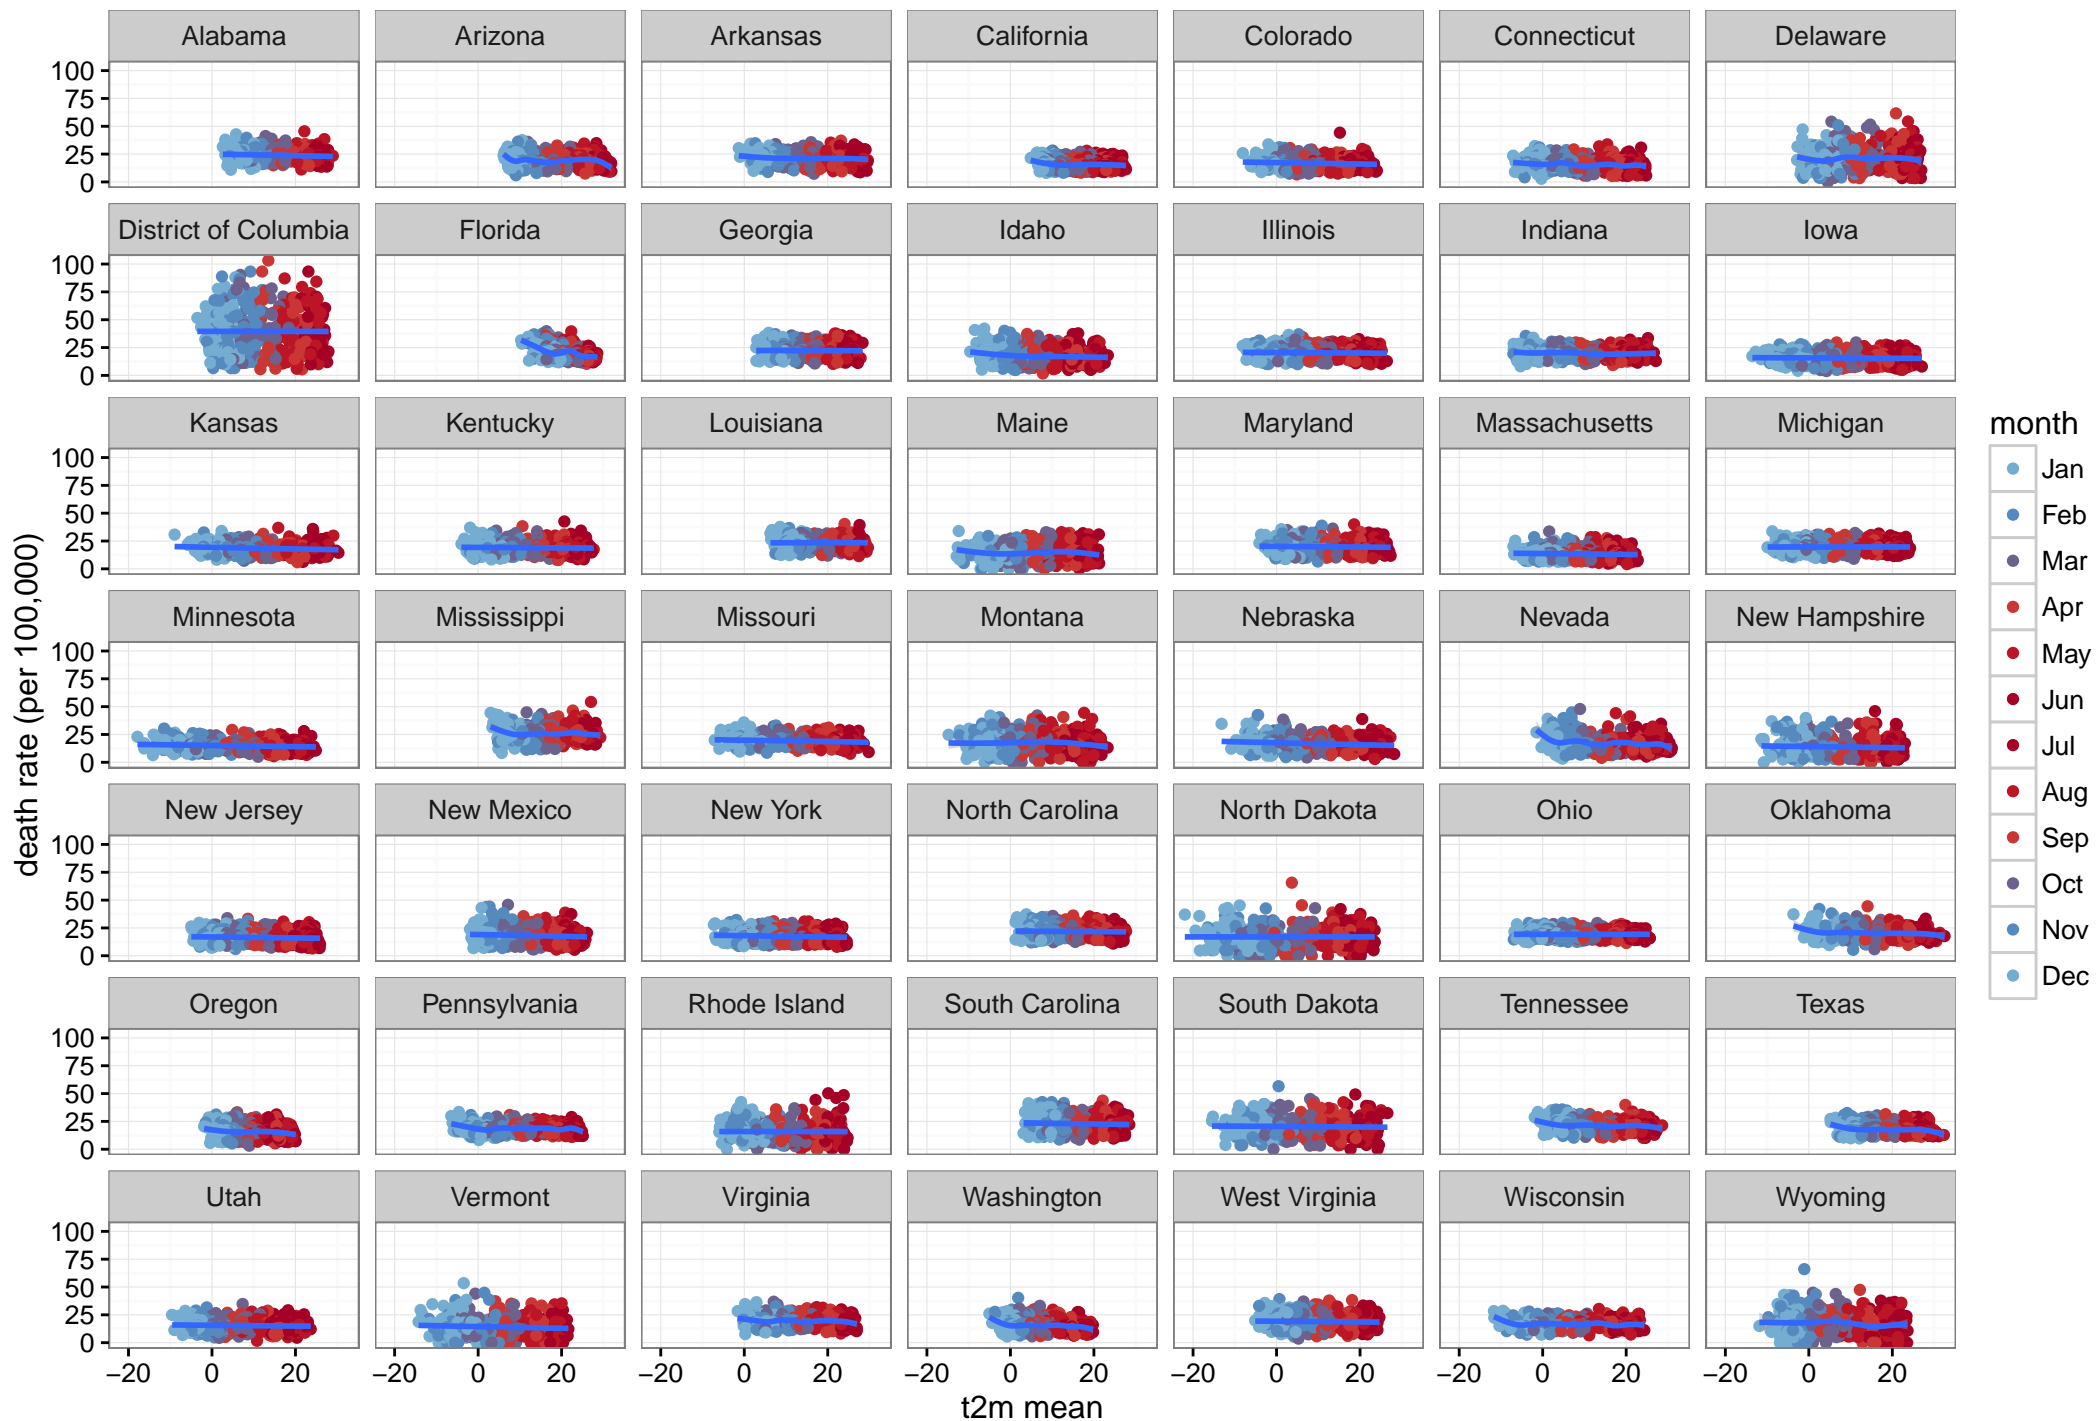 Alabama Arizona Arkansas California Colorado Connecticut Delaware
100
75
50
25
0
District of Columbia Florida Georgia Idaho Illinois Indiana Iowa
100
75
50
25
0
Kansas Kentucky Louisiana Maine Maryland Massachusetts Michigan
100
75
50
25
0
Minnesota Mississippi Missouri Montana Nebraska Nevada New Hampshire
100
75
50
25
0
New Jersey New Mexico New York North Carolina North Dakota Ohio Oklahoma
100
75
50
25
0
Oregon Pennsylvania Rhode Island South Carolina South Dakota Tennessee Texas
100
75
50
25
0
Utah Vermont Virginia Washington West Virginia Wisconsin Wyoming
100
75
50
25
0
−20 0 20 −20 0 20 −20 0 20 −20 0 20 −20 0 20 −20 0 20 −20 0 20
t2m mean
death rate (per 100,000)
month
Jan
Feb
Mar
Apr
May
Jun
Jul
Aug
Sep
Oct
Nov
Dec